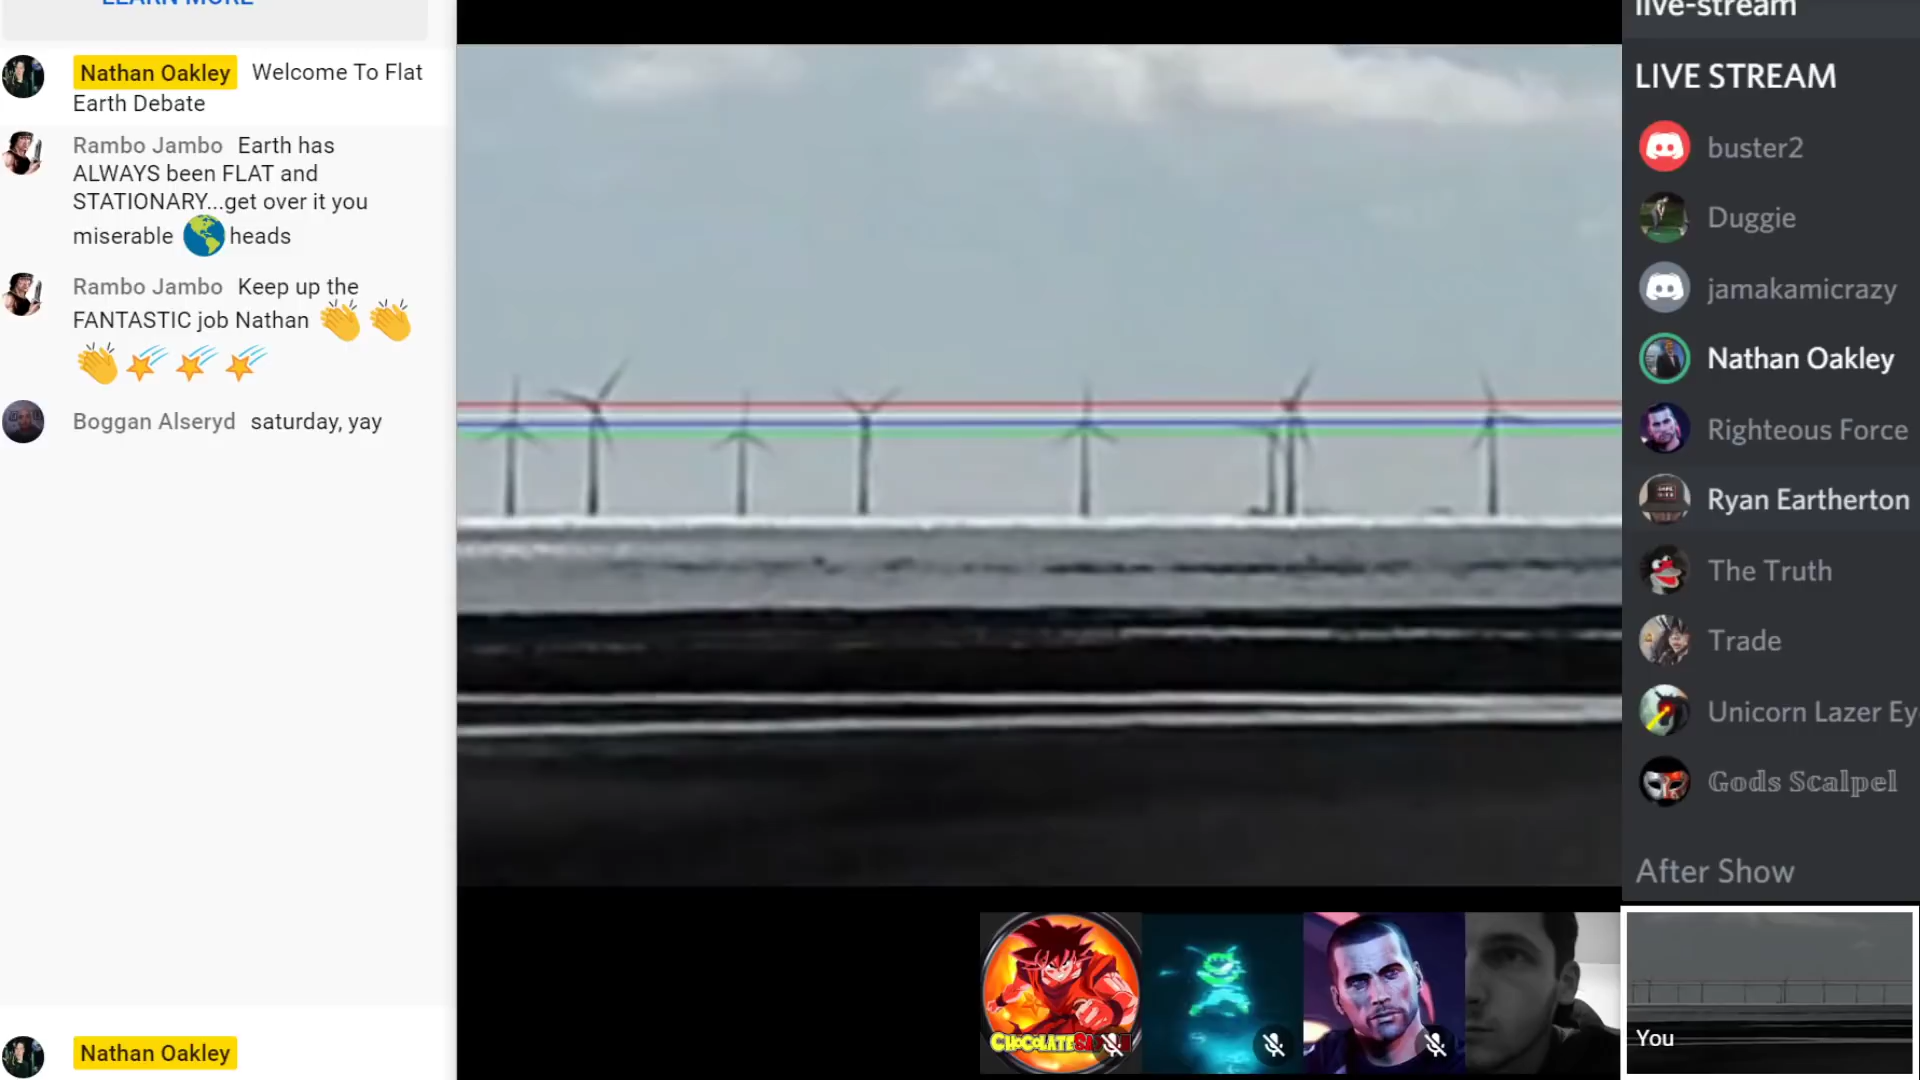 LEARN MORE
Nathan Oakley Welcome To Flat
Earth Debate
Rambo Jambo Earth has
ALWAYS been FLAT and
STATIONARY...get over it you
miserable heads
Rambo Jambo Keep up the
FANTASTIC job Nathan
Boggan Alseryd saturday, yay
Nathan Oakley
live-stream
LIVE STREAM
buster2
Duggie
jamakamicrazy
Nathan Oakley
Righteous Force
Ryan Eartherton
The Truth
Trade
Unicorn Lazer Ey
Gods Scalpel
After Show
You